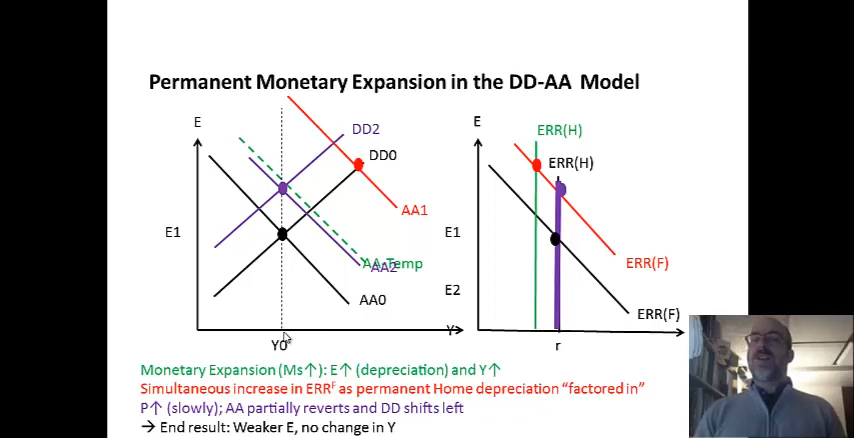 Permanent Monetary Expansion in the DD-AA Model
E
DD2
DD0
E1
AA1
AA-Temp
AA2
AA0
Y0
Y
E
ERR(H)
ERR(H)
E1
ERR(F)
E2
ERR(F)
r
Monetary Expansion (Ms↑): E↑ (depreciation) and Y↑
Simultaneous increase in ERRF as permanent Home depreciation “factored in”
P↑ (slowly); AA partially reverts and DD shifts left
→ End result: Weaker E, no change in Y